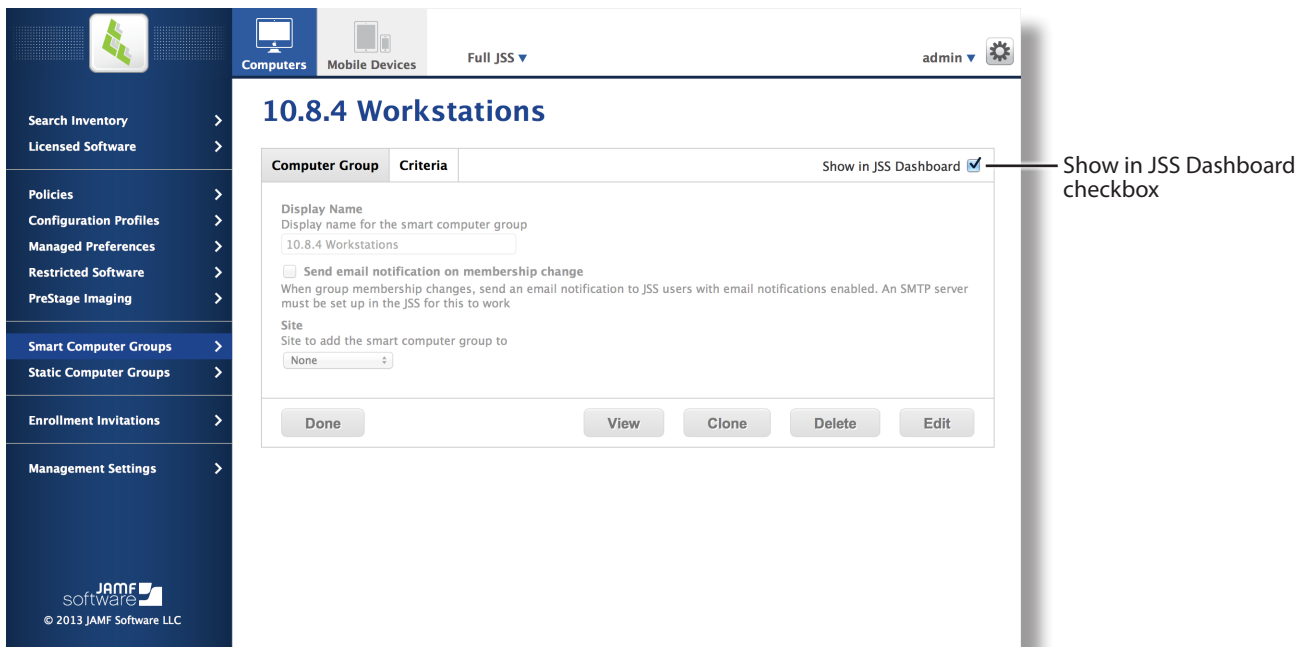 Computers
Mobile Devices
Full JSS ▼
admin ▼
Search Inventory
Licensed Software
Policies
Configuration Profiles
Managed Preferences
Restricted Software
PreStage Imaging
Smart Computer Groups
Static Computer Groups
Enrollment Invitations
Management Settings
JAMF
software
© 2013 JAMF Software LLC
10.8.4 Workstations
Computer Group Criteria Show in JSS Dashboard
Display Name
Display name for the smart computer group
10.8.4 Workstations
Send email notification on membership change
When group membership changes, send an email notification to JSS users with email notifications enabled. An SMTP server
must be set up in the JSS for this to work
Site
Site to add the smart computer group to
None
Done View Clone Delete Edit
Show in JSS Dashboard
checkbox